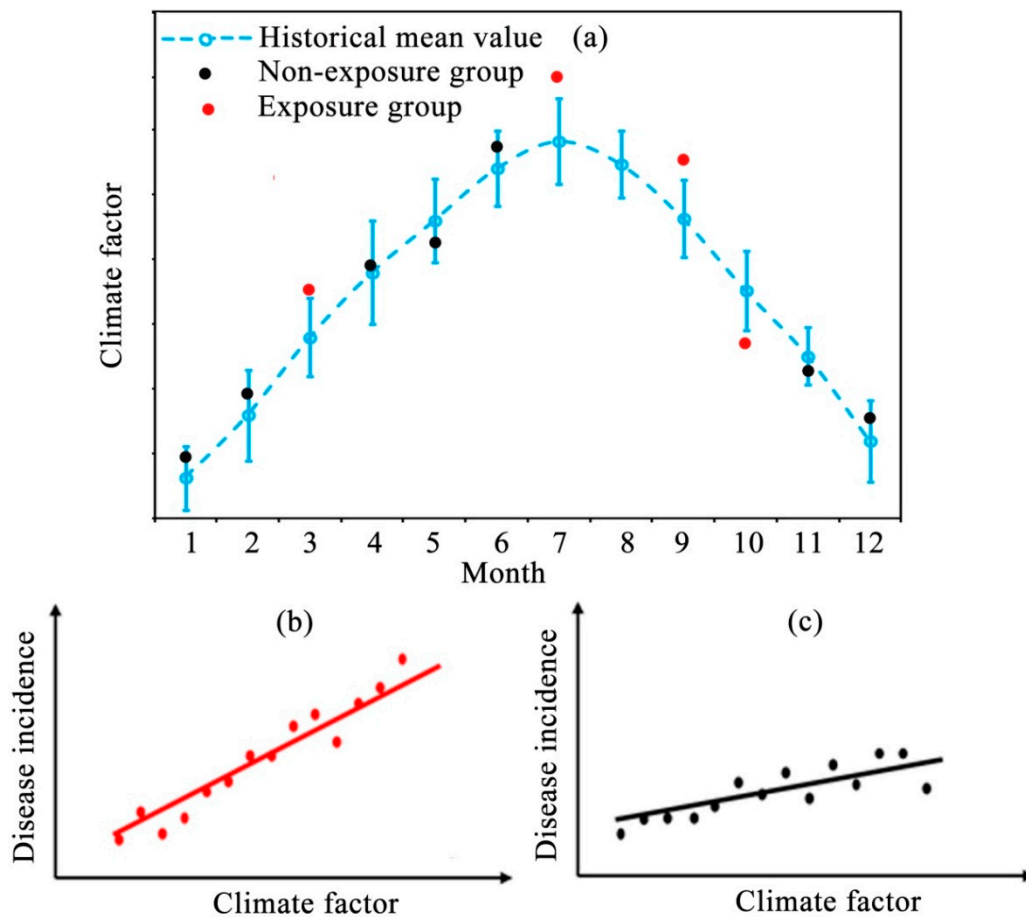 Historical mean value (a)
Non-exposure group
Exposure group
Climate factor
1 2 3 4 5 6 7 8 9 10 11 12
Month
(b)
Disease incidence
Climate factor
(c)
Disease incidence
Climate factor